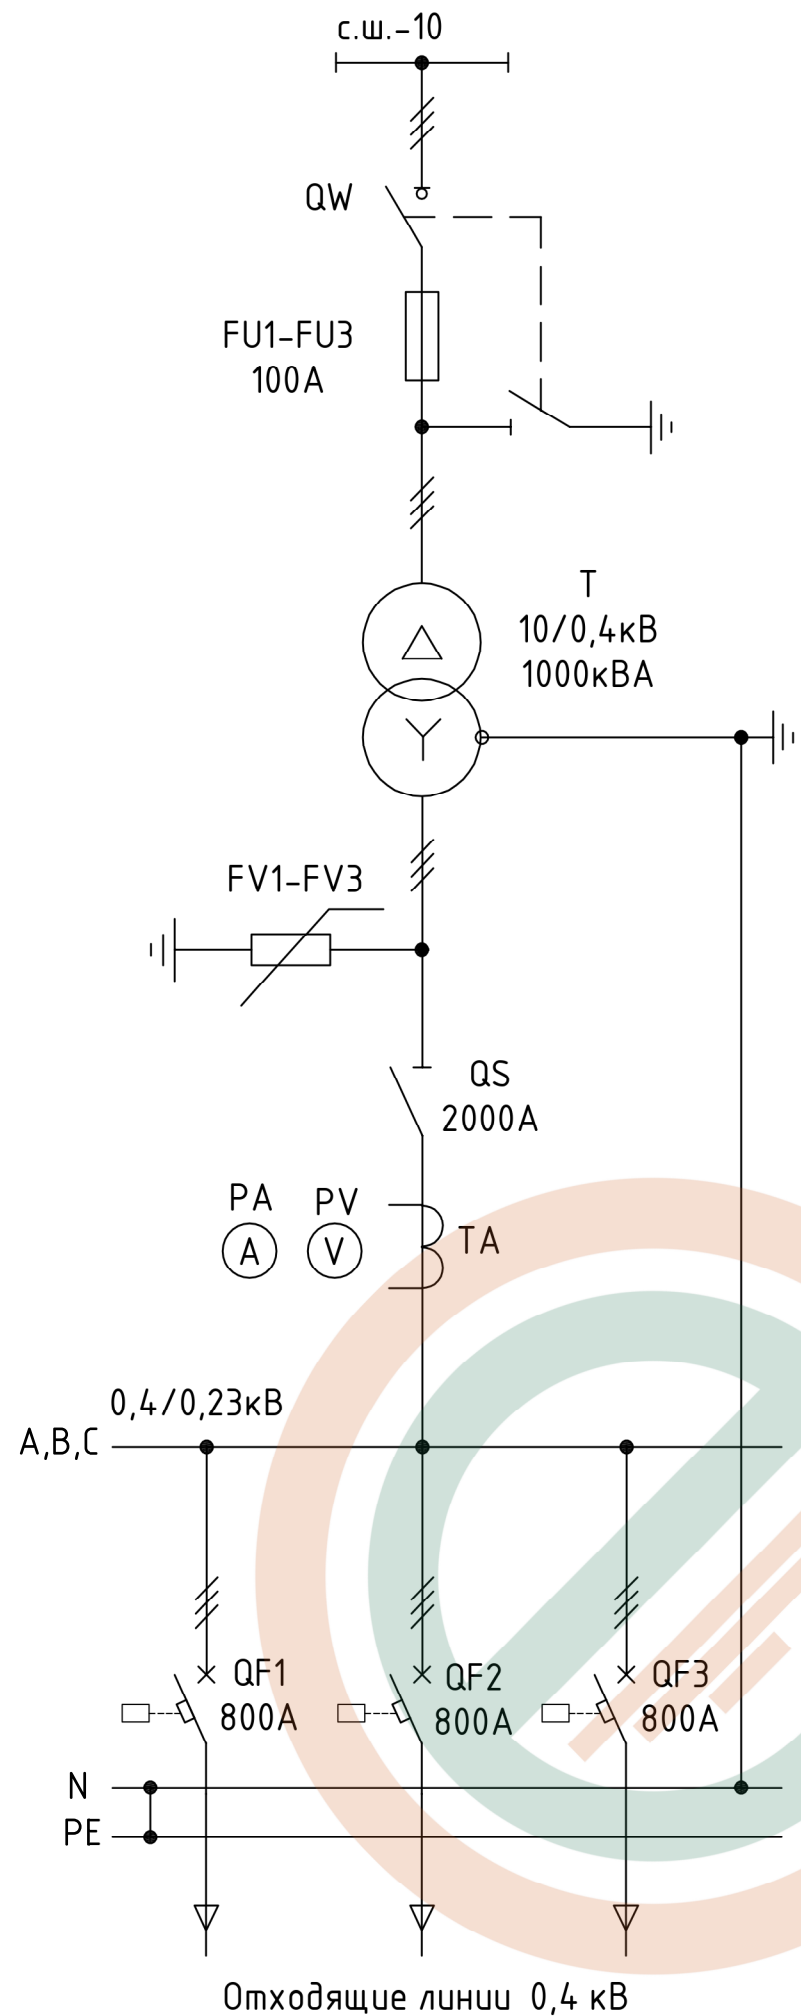 с.ш.-10
QW
FU1-FU3
100А
Т
10/0,4кВ
1000кВА
FV1-FV3
QS
2000А
PA
PV
A
V
TA
0,4/0,23кВ
A,B,C
QF1
800А
QF2
800А
QF3
800А
N
PE
Отходящие линии 0,4 кВ